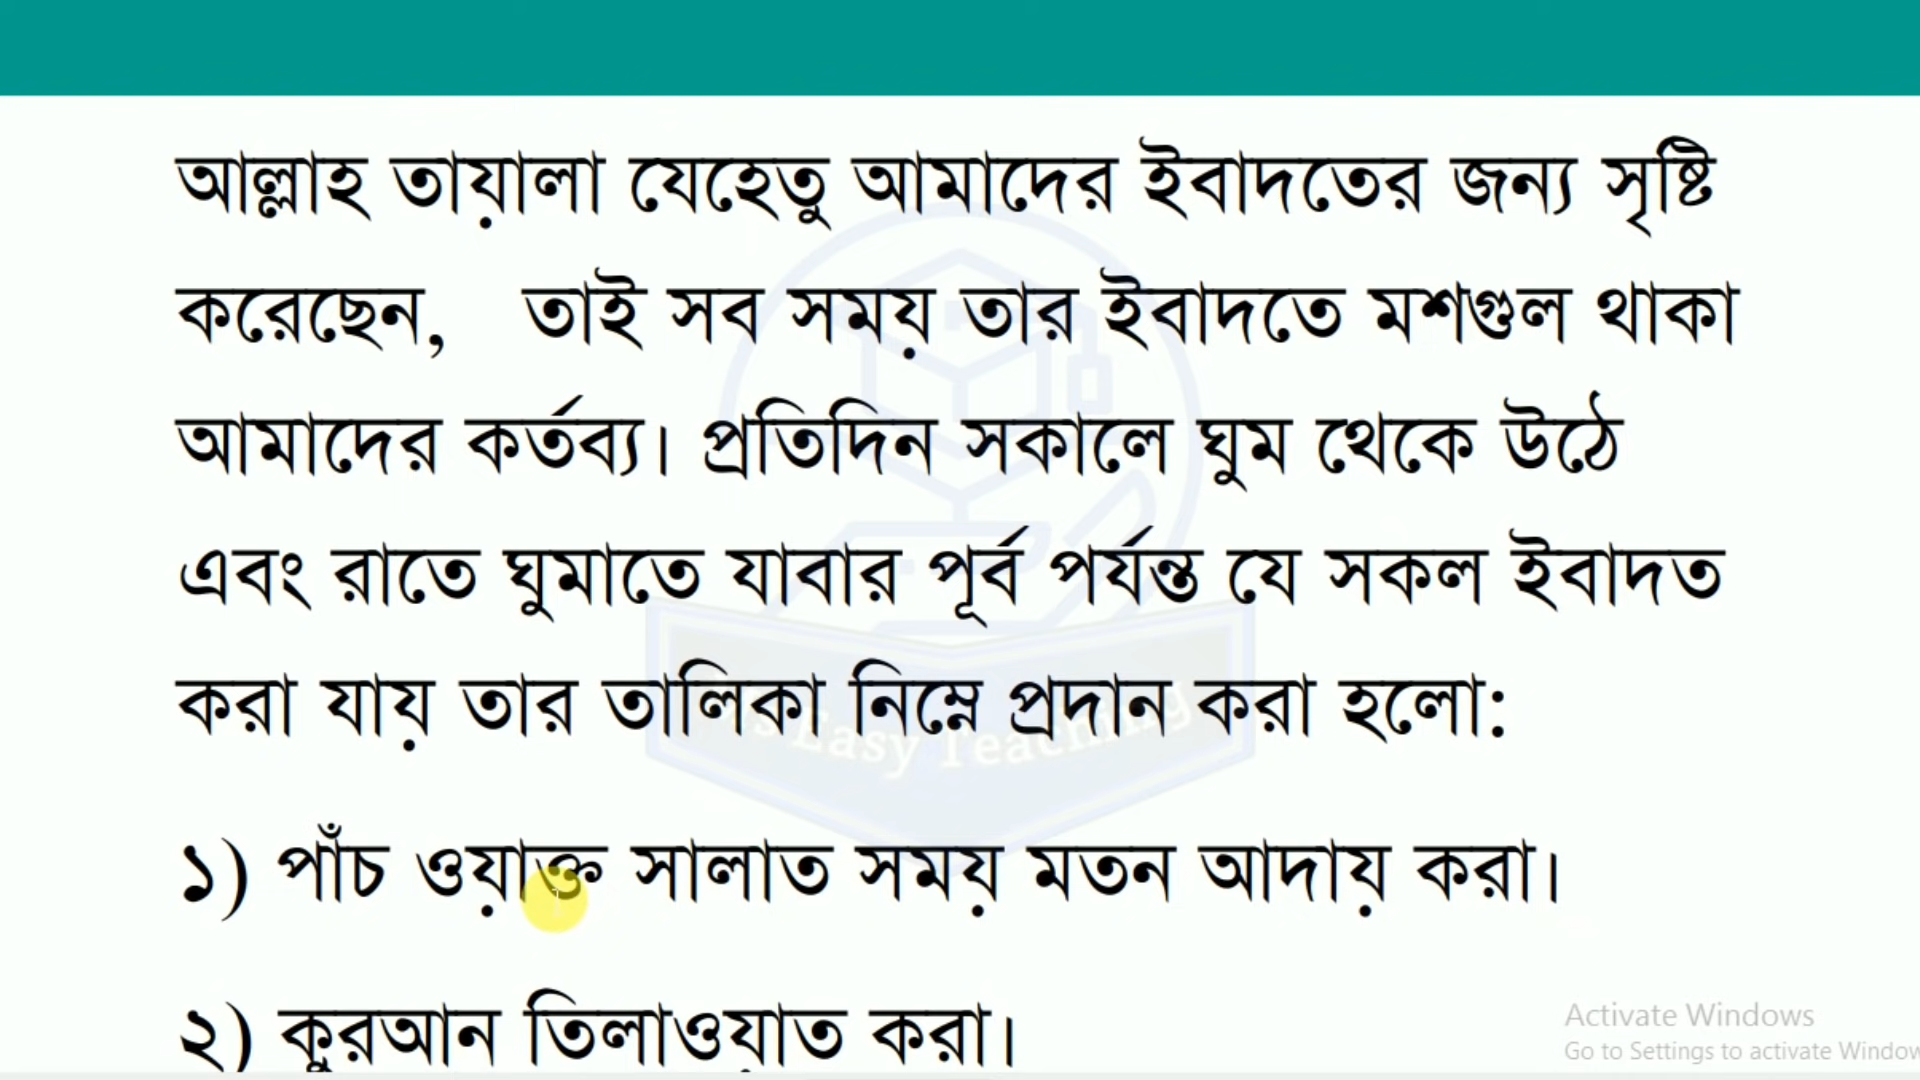 আল্লাহ তায়ালা যেহেতু আমাদের ইবাদতের জন্য সৃষ্টি
করেছেন, তাই সব সময় তার ইবাদতে মশগুল থাকা
আমাদের কর্তব্য। প্রতিদিন সকালে ঘুম থেকে উঠে
এবং রাতে ঘুমাতে যাবার পূর্ব পর্যন্ত যে সকল ইবাদত
করা যায় তার তালিকা নিম্নে প্রদান করা হলো:
Easy Teaching
১) পাঁচ ওয়াক্ত সালাত সময় মতন আদায় করা।
২) কুরআন তিলাওয়াত করা।
Activate Windows
Go to Settings to activate Window